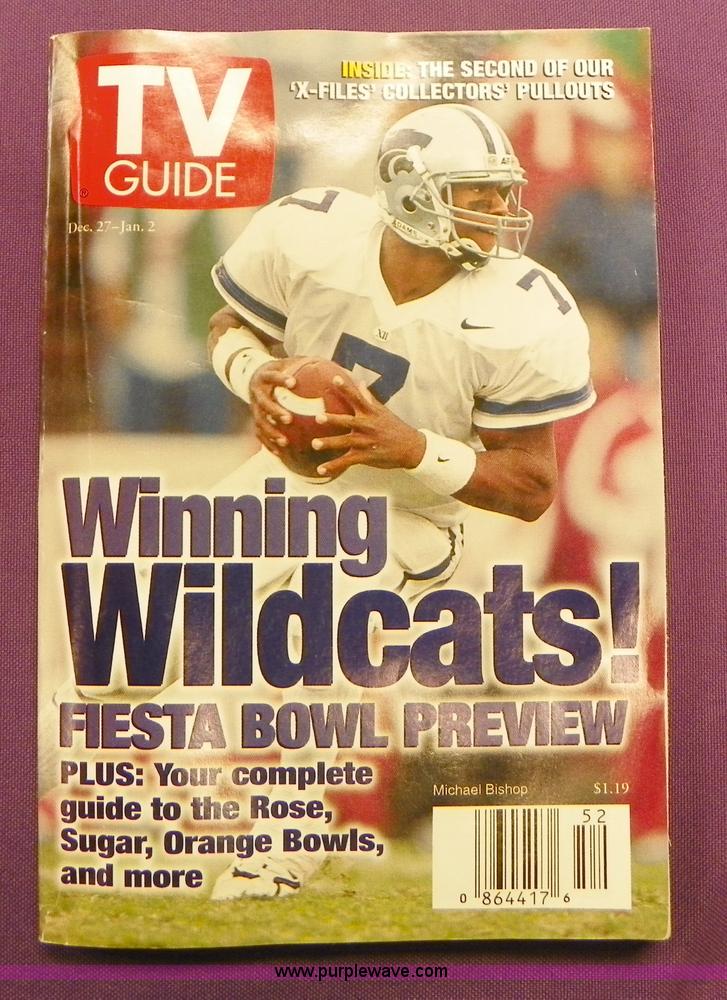 INSIDE: THE SECOND OF OUR
'X-FILES' COLLECTORS' PULLOUTS
TV
GUIDE
®
Dec. 27–Jan. 2
ADAMS
7
7
XII
7
Winning
Wildcats!
FIESTA BOWL PREVIEW
PLUS: Your complete
guide to the Rose,
Sugar, Orange Bowls,
and more
Michael Bishop
$1.19
52
0 864417 6
www.purplewave.com